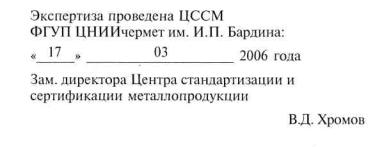 Экспертиза проведена ЦССМ
ФГУП ЦНИИчермет им. И.П. Бардина:
« 17 » 03 2006 года
Зам. директора Центра стандартизации и
сертификации металлопродукции
В.Д. Хромов